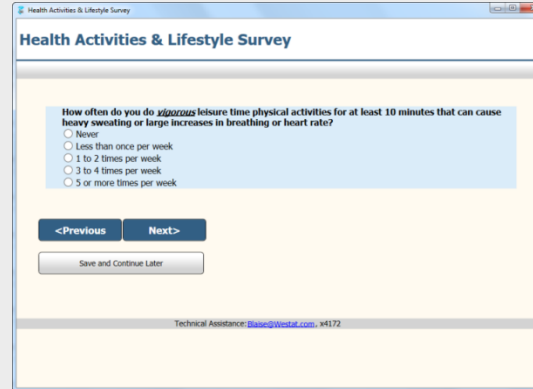 Health Activities & Lifestyle Survey
Health Activities & Lifestyle Survey
How often do you do vigorous leisure time physical activities for at least 10 minutes that can cause
heavy sweating or large increases in breathing or heart rate?
Never
Less than once per week
1 to 2 times per week
3 to 4 times per week
5 or more times per week
<Previous
Next>
Save and Continue Later
Technical Assistance: Blaise@Westat.com, x4172